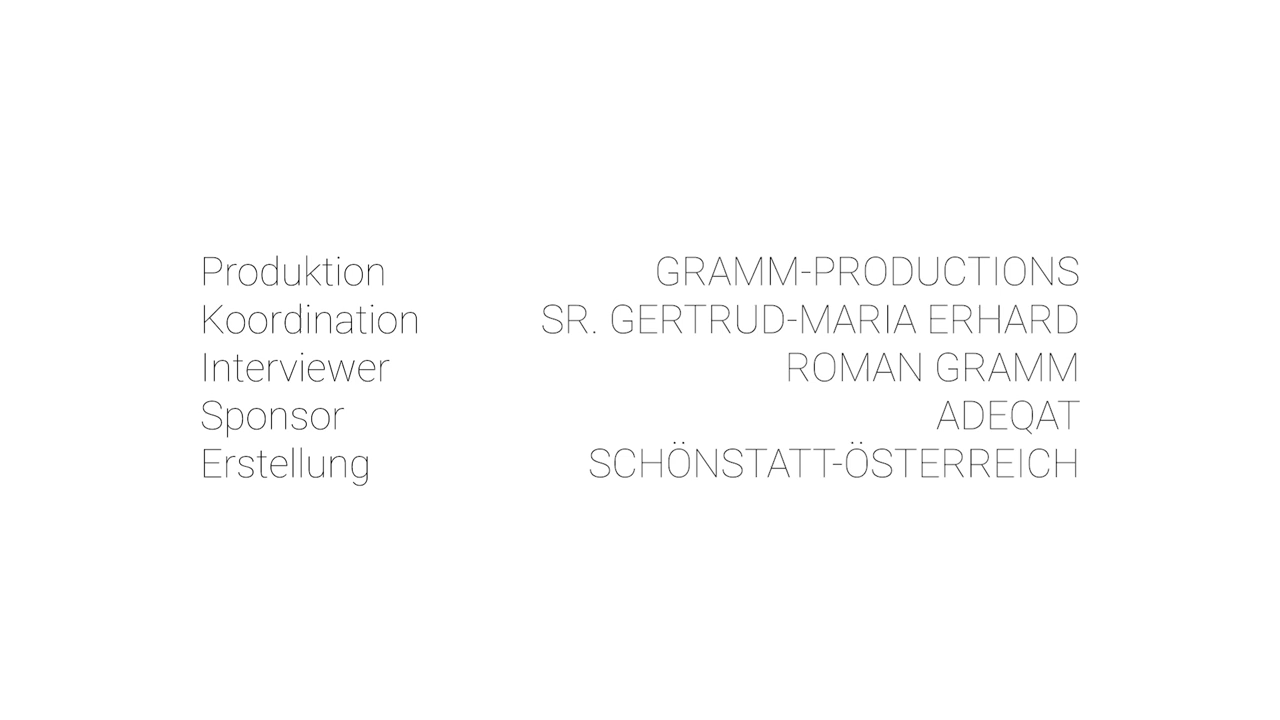 Produktion GRAMM-PRODUCTIONS
Koordination SR. GERTRUD-MARIA ERHARD
Interviewer ROMAN GRAMM
Sponsor ADEQAT
Erstellung SCHÖNSTATT-ÖSTERREICH